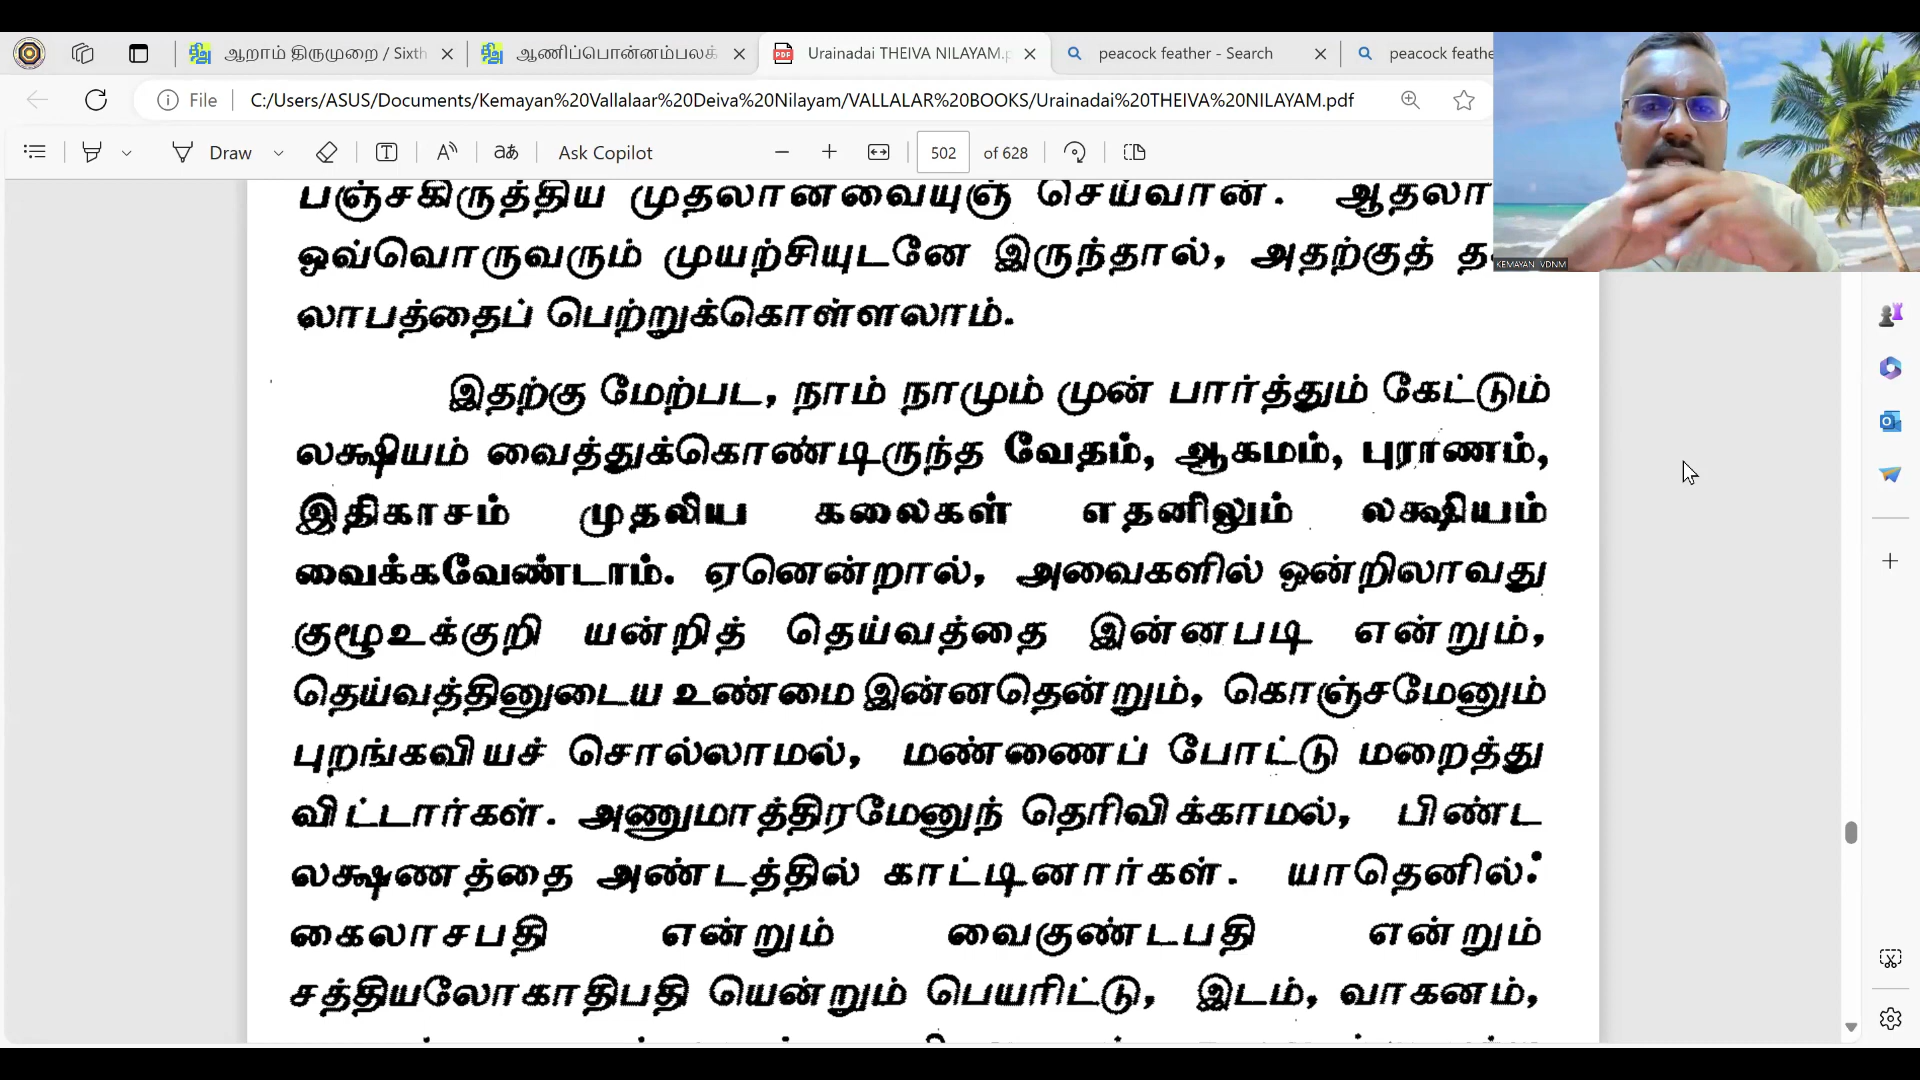 ஆறாம் திருமுறை / Sixth
ஆணிப்பொன்னம்பலக்
Urainadai THEIVA NILAYAM.p
peacock feather - Search
peacock feathe
File
C:/Users/ASUS/Documents/Kemayan%20Vallalaar%20Deiva%20Nilayam/VALLALAR%20BOOKS/Urainadai%20THEIVA%20NILAYAM.pdf
Draw
Ask Copilot
502 of 628
KEMAYAN_VDNM
பஞ்சகிருத்திய முதலானவையுஞ் செய்வான். ஆதலா
ஒவ்வொருவரும் முயற்சியுடனே இருந்தால், அதற்குத் த
லாபத்தைப் பெற்றுக்கொள்ளலாம்.
இதற்கு மேற்பட, நாம் நாமும் முன் பார்த்தும் கேட்டும்
லக்ஷியம் வைத்துக்கொண்டிருந்த வேதம், ஆகமம், புராணம்,
இதிகாசம் முதலிய கலைகள் எதனிலும் லக்ஷியம்
வைக்கவேண்டாம். ஏனென்றால், அவைகளில் ஒன்றிலாவது
குழூஉக்குறி யன்றித் தெய்வத்தை இன்னபடி என்றும்,
தெய்வத்தினுடைய உண்மை இன்னதென்றும், கொஞ்சமேனும்
புறங்கவியச் சொல்லாமல், மண்ணைப் போட்டு மறைத்து
விட்டார்கள். அணுமாத்திரமேனுந் தெரிவிக்காமல், பிண்ட
லக்ஷணத்தை அண்டத்தில் காட்டினார்கள். யாதெனில்:
கைலாசபதி என்றும் வைகுண்டபதி என்றும்
சத்தியலோகாதிபதி யென்றும் பெயரிட்டு, இடம், வாகனம்,